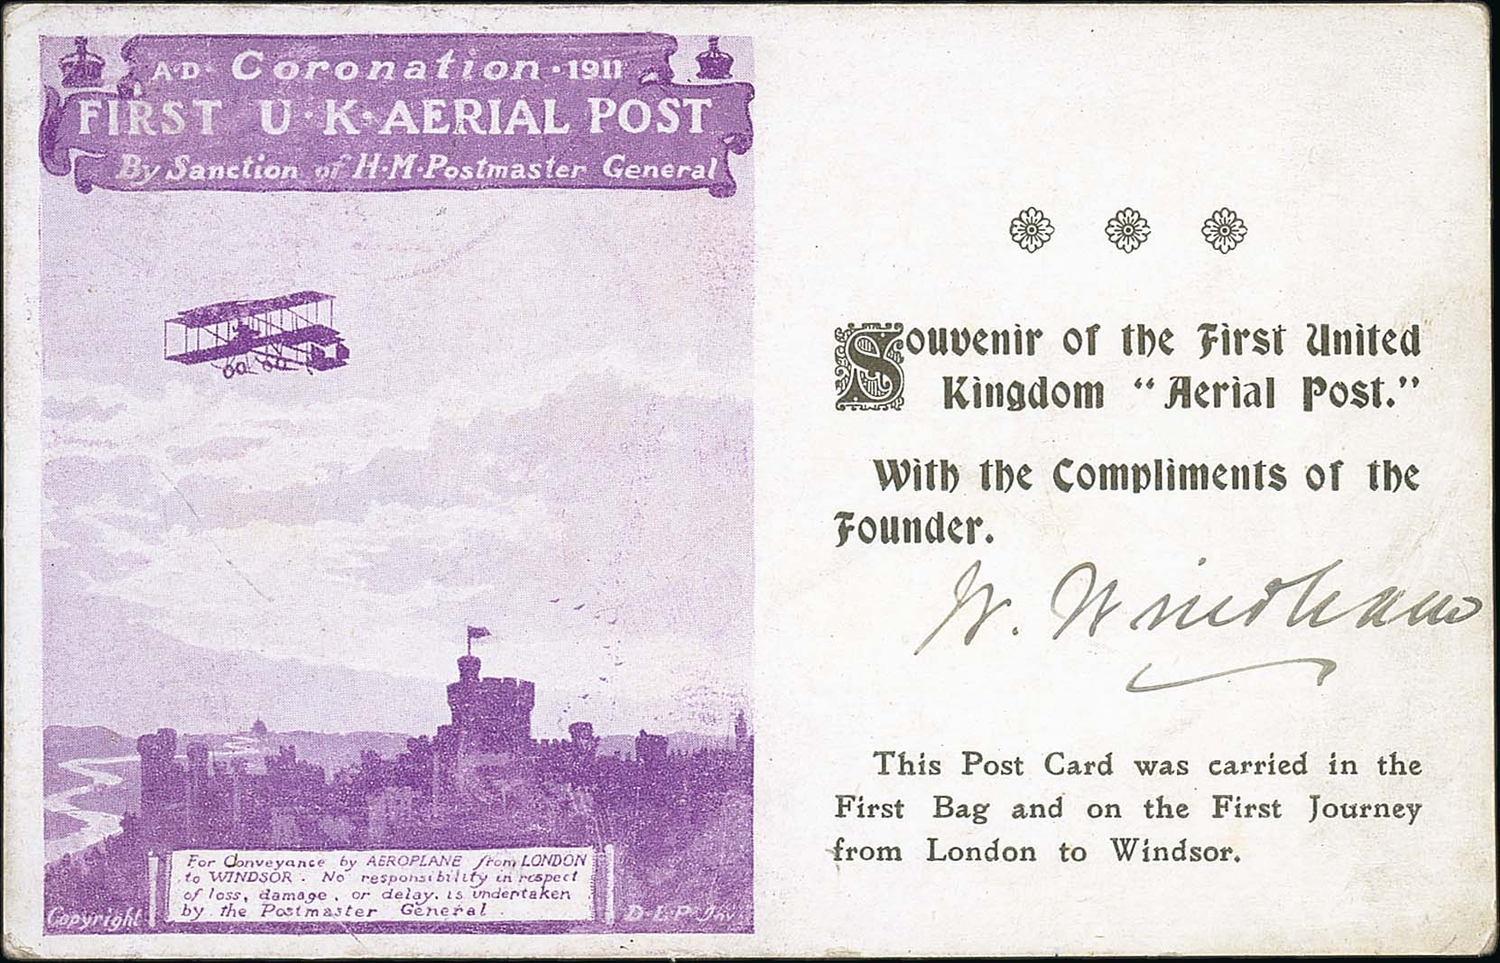 A·D· Coronation · 1911
FIRST U·K·AERIAL POST
By Sanction of H·M·Postmaster General
For Conveyance by AEROPLANE from LONDON
to WINDSOR. No responsibility in respect
of loss, damage, or delay, is undertaken
by the Postmaster General.
Copyright
Souvenir of the First United
Kingdom "Aerial Post."
With the Compliments of the
Founder.
W. Windham
This Post Card was carried in the
First Bag and on the First Journey
from London to Windsor.